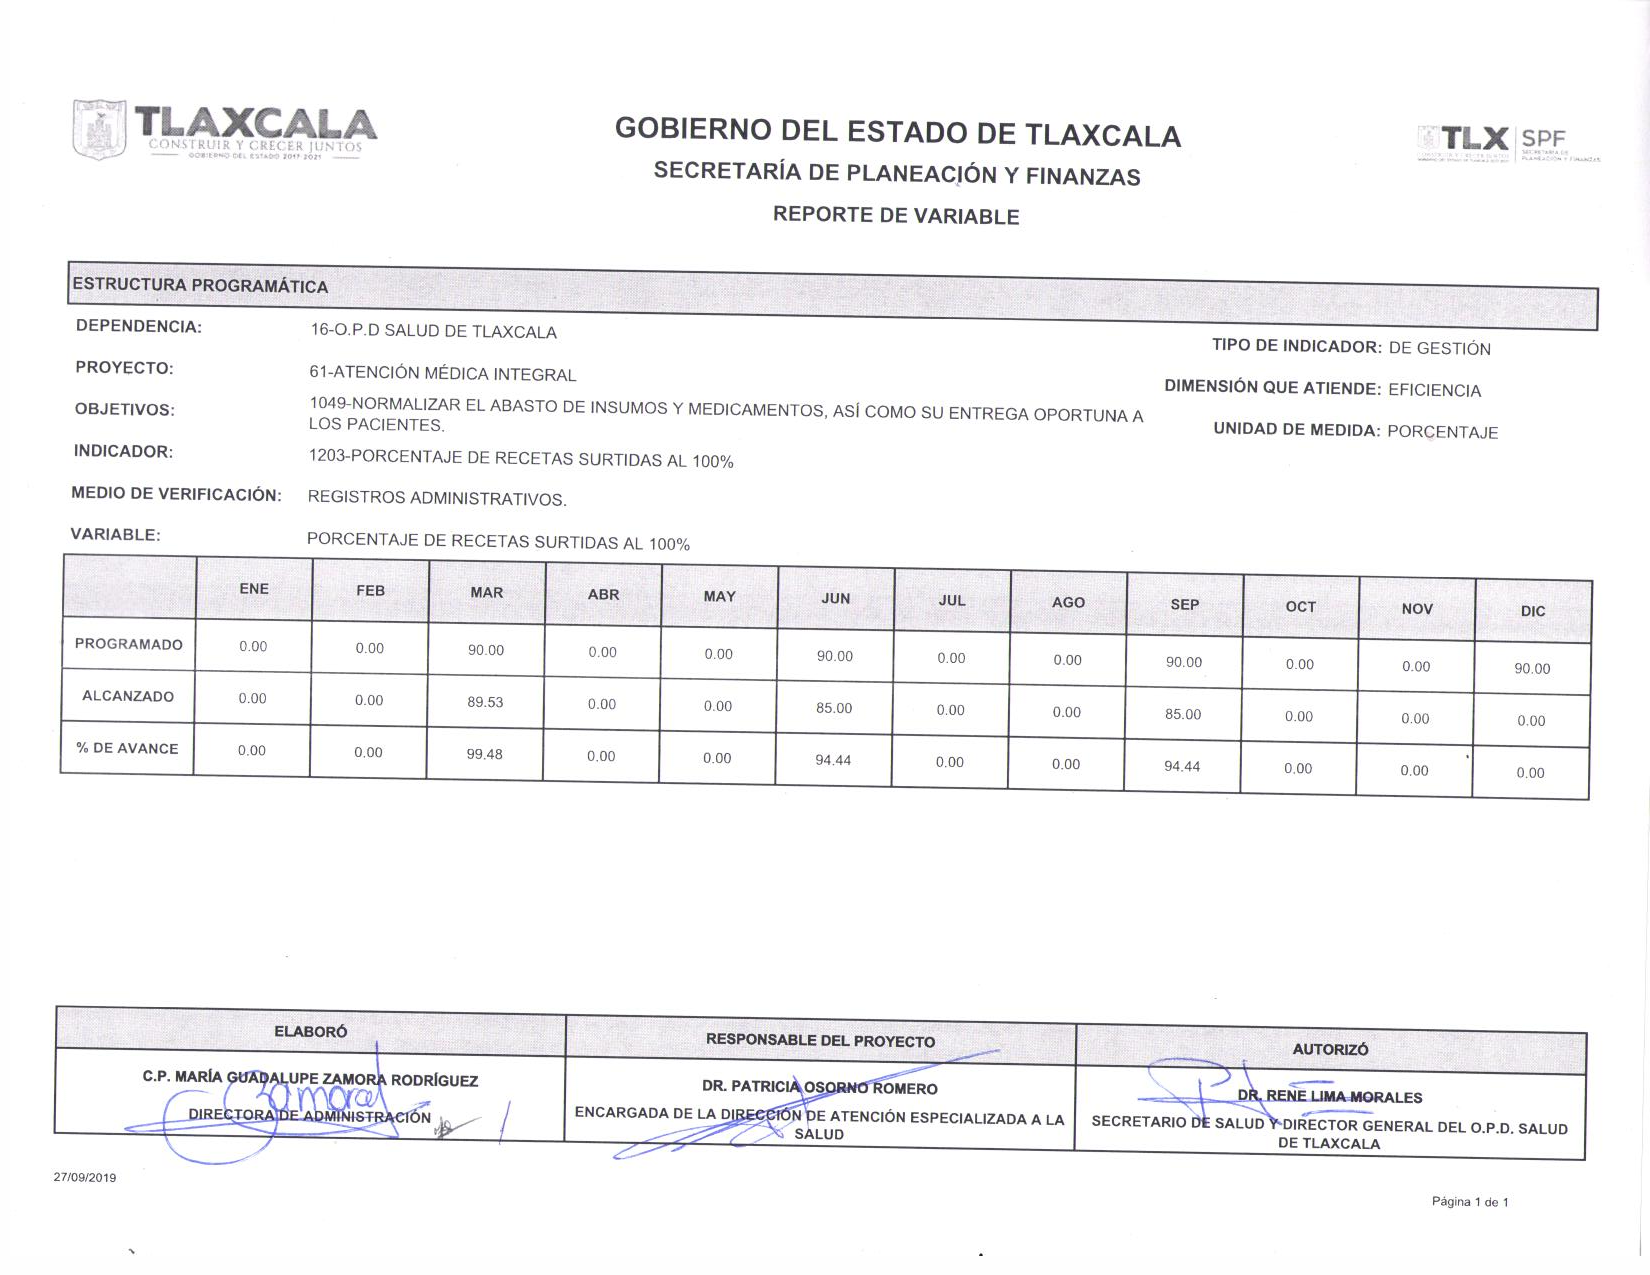 TLAXCALA
CONSTRUIR Y CRECER JUNTOS
GOBIERNO DEL ESTADO 2017-2021
GOBIERNO DEL ESTADO DE TLAXCALA
SECRETARÍA DE PLANEACIÓN Y FINANZAS
REPORTE DE VARIABLE
TLX SPF
SECRETARÍA DE
PLANEACIÓN Y FINANZAS
ESTRUCTURA PROGRAMÁTICA
DEPENDENCIA: 16-O.P.D SALUD DE TLAXCALA
TIPO DE INDICADOR: DE GESTIÓN
PROYECTO: 61-ATENCIÓN MÉDICA INTEGRAL
DIMENSIÓN QUE ATIENDE: EFICIENCIA
OBJETIVOS: 1049-NORMALIZAR EL ABASTO DE INSUMOS Y MEDICAMENTOS, ASÍ COMO SU ENTREGA OPORTUNA A
LOS PACIENTES.
UNIDAD DE MEDIDA: PORCENTAJE
INDICADOR: 1203-PORCENTAJE DE RECETAS SURTIDAS AL 100%
MEDIO DE VERIFICACIÓN: REGISTROS ADMINISTRATIVOS.
VARIABLE: PORCENTAJE DE RECETAS SURTIDAS AL 100%
ENE FEB MAR ABR MAY JUN JUL AGO SEP OCT NOV DIC
PROGRAMADO 0.00 0.00 90.00 0.00 0.00 90.00 0.00 0.00 90.00 0.00 0.00 90.00
ALCANZADO 0.00 0.00 89.53 0.00 0.00 85.00 0.00 0.00 85.00 0.00 0.00 0.00
% DE AVANCE 0.00 0.00 99.48 0.00 0.00 94.44 0.00 0.00 94.44 0.00 0.00 0.00
ELABORÓ
C.P. MARÍA GUADALUPE ZAMORA RODRÍGUEZ
DIRECTORA DE ADMINISTRACIÓN
RESPONSABLE DEL PROYECTO
DR. PATRICIA OSORNO ROMERO
ENCARGADA DE LA DIRECCIÓN DE ATENCIÓN ESPECIALIZADA A LA
SALUD
AUTORIZÓ
DR. RENE LIMA MORALES
SECRETARIO DE SALUD Y DIRECTOR GENERAL DEL O.P.D. SALUD
DE TLAXCALA
27/09/2019
Página 1 de 1